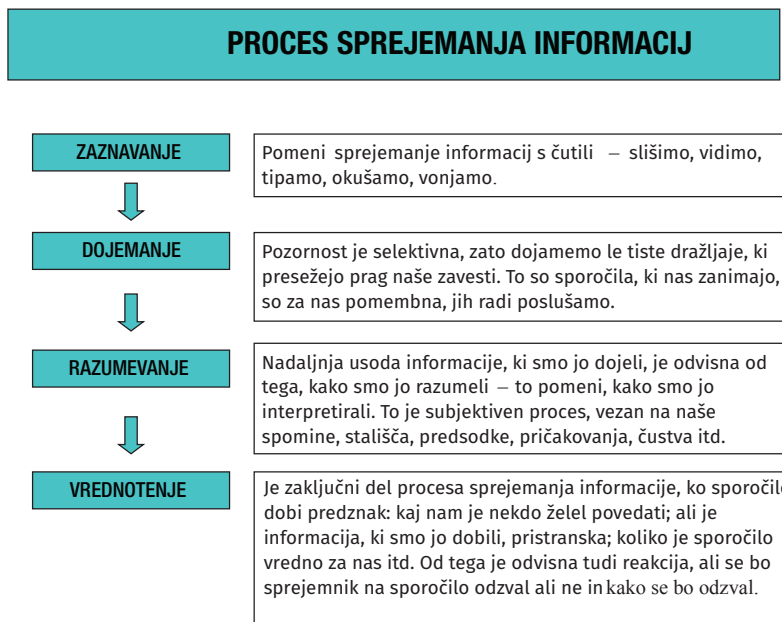 PROCES SPREJEMANJA INFORMACIJ
ZAZNAVANJE
Pomeni sprejemanje informacij s čutili – slišimo, vidimo,
tipamo, okušamo, vonjamo.
DOJEMANJE
Pozornost je selektivna, zato dojamemo le tiste dražljaje, ki
presežejo prag naše zavesti. To so sporočila, ki nas zanimajo,
so za nas pomembna, jih radi poslušamo.
RAZUMEVANJE
Nadaljnja usoda informacije, ki smo jo dojeli, je odvisna od
tega, kako smo jo razumeli – to pomeni, kako smo jo
interpretirali. To je subjektiven proces, vezan na naše
spomine, stališča, predsodke, pričakovanja, čustva itd.
VREDNOTENJE
Je zaključni del procesa sprejemanja informacije, ko sporočilo
dobi predznak: kaj nam je nekdo želel povedati; ali je
informacija, ki smo jo dobili, pristranska; koliko je sporočilo
vredno za nas itd. Od tega je odvisna tudi reakcija, ali se bo
sprejemnik na sporočilo odzval ali ne in kako se bo odzval.